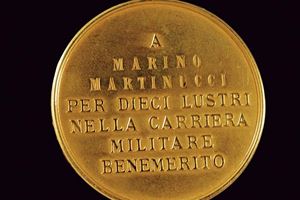 A
MARINO
MARTINUCCI
PER DIECI LUSTRI
NELLA CARRIERA
MILITARE
BENEMERITO